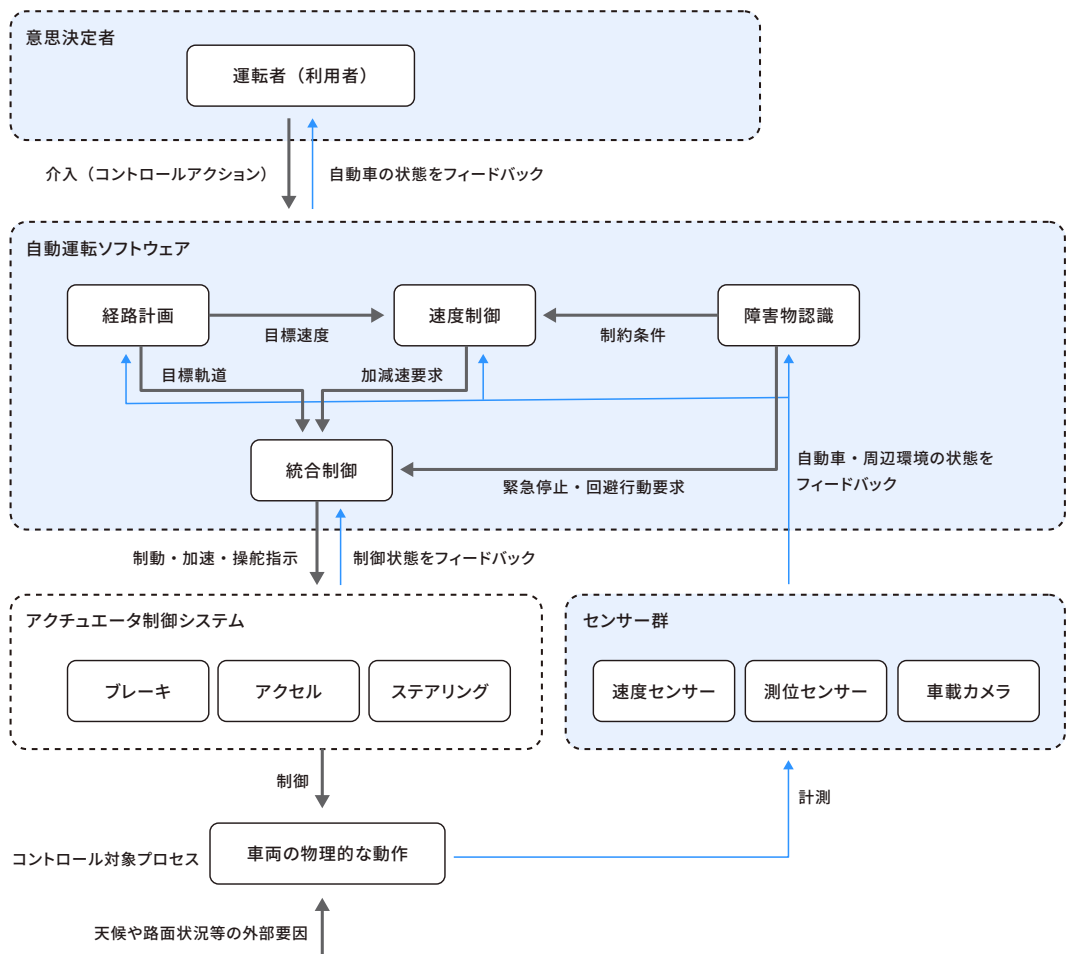 意思決定者
運転者（利用者）
介入（コントロールアクション）
自動車の状態をフィードバック
自動運転ソフトウェア
経路計画
速度制御
障害物認識
目標速度
制約条件
目標軌道
加減速要求
統合制御
緊急停止・回避行動要求
自動車・周辺環境の状態を
フィードバック
制動・加速・操舵指示
制御状態をフィードバック
アクチュエータ制御システム
ブレーキ
アクセル
ステアリング
センサー群
速度センサー
測位センサー
車載カメラ
制御
計測
コントロール対象プロセス
車両の物理的な動作
天候や路面状況等の外部要因